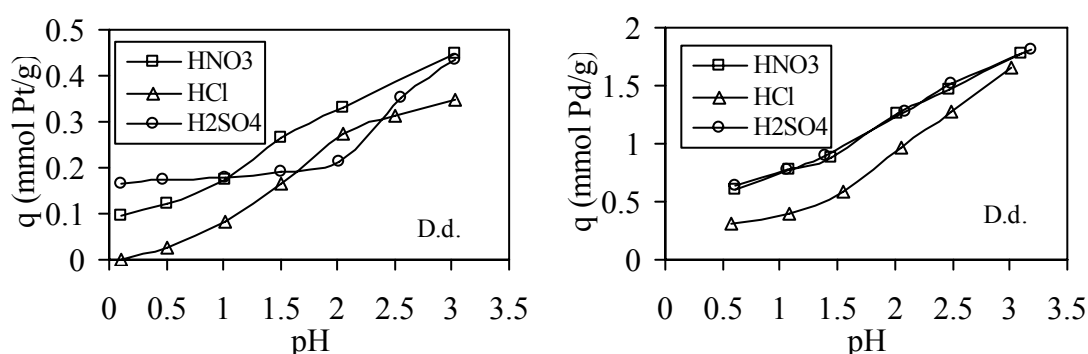 q (mmol Pt/g)
0.5
0.4
0.3
0.2
0.1
0
HNO3
HCl
H2SO4
D.d.
0 0.5 1 1.5 2 2.5 3 3.5
pH
q (mmol Pd/g)
2
1.5
1
0.5
0
HNO3
HCl
H2SO4
D.d.
0 0.5 1 1.5 2 2.5 3 3.5
pH